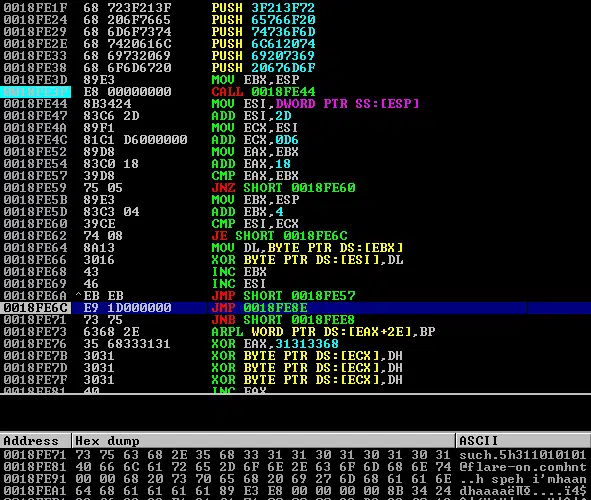 0018FE1F 68 723F213F PUSH 3F213F72
0018FE24 68 206F7665 PUSH 65766F20
0018FE29 68 6D6F7374 PUSH 74736F6D
0018FE2E 68 7420616C PUSH 6C612074
0018FE33 68 69732069 PUSH 69207369
0018FE38 68 6F6D6720 PUSH 20676D6F
0018FE3D 89E3 MOV EBX,ESP
0018FE3F E8 00000000 CALL 0018FE44
0018FE44 8B3424 MOV ESI,DWORD PTR SS:[ESP]
0018FE47 83C6 2D ADD ESI,2D
0018FE4A 89F1 MOV ECX,ESI
0018FE4C 81C1 D6000000 ADD ECX,0D6
0018FE52 89D8 MOV EAX,EBX
0018FE54 83C0 18 ADD EAX,18
0018FE57 39D8 CMP EAX,EBX
0018FE59 75 05 JNZ SHORT 0018FE60
0018FE5B 89E3 MOV EBX,ESP
0018FE5D 83C3 04 ADD EBX,4
0018FE60 39CE CMP ESI,ECX
0018FE62 74 08 JE SHORT 0018FE6C
0018FE64 8A13 MOV DL,BYTE PTR DS:[EBX]
0018FE66 3016 XOR BYTE PTR DS:[ESI],DL
0018FE68 43 INC EBX
0018FE69 46 INC ESI
0018FE6A ^EB EB JMP SHORT 0018FE57
0018FE6C E9 1D000000 JMP 0018FE8E
0018FE71 73 75 JNB SHORT 0018FEE8
0018FE73 6368 2E ARPL WORD PTR DS:[EAX+2E],BP
0018FE76 35 68333131 XOR EAX,31313368
0018FE7B 3031 XOR BYTE PTR DS:[ECX],DH
0018FE7D 3031 XOR BYTE PTR DS:[ECX],DH
0018FE7F 3031 XOR BYTE PTR DS:[ECX],DH
0018FE81 40 INC EAX
Address Hex dump ASCII
0018FE71 73 75 63 68 2E 35 68 33 31 31 30 31 30 31 30 31 such.5h311010101
0018FE81 40 66 6C 61 72 65 2D 6F 6E 2E 63 6F 6D 68 6E 74 @flare-on.comhnt
0018FE91 00 00 68 20 73 70 65 68 20 69 27 6D 68 61 61 6E ..h speh i'mhaan
0018FEA1 64 68 61 61 61 61 89 E3 E8 00 00 00 00 8B 34 24